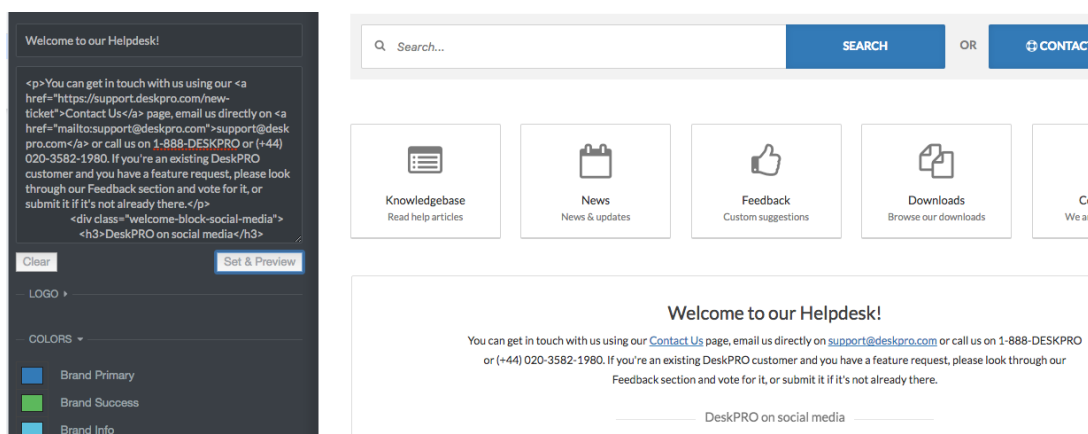 Welcome to our Helpdesk!
<p>You can get in touch with us using our <a
href="https://support.deskpro.com/new-
ticket">Contact Us</a> page, email us directly on <a
href="mailto:support@deskpro.com">support@desk
pro.com</a> or call us on 1-888-DESKPRO or (+44)
020-3582-1980. If you're an existing DeskPRO
customer and you have a feature request, please look
through our Feedback section and vote for it, or
submit it if it's not already there.</p>
<div class="welcome-block-social-media">
<h3>DeskPRO on social media</h3>
Clear
Set & Preview
LOGO
COLORS
Brand Primary
Brand Success
Brand Info
Search...
SEARCH
OR
CONTACT
Knowledgebase
Read help articles
News
News & updates
Feedback
Custom suggestions
Downloads
Browse our downloads
Welcome to our Helpdesk!
You can get in touch with us using our Contact Us page, email us directly on support@deskpro.com or call us on 1-888-DESKPRO
or (+44) 020-3582-1980. If you're an existing DeskPRO customer and you have a feature request, please look through our
Feedback section and vote for it, or submit it if it's not already there.
DeskPRO on social media